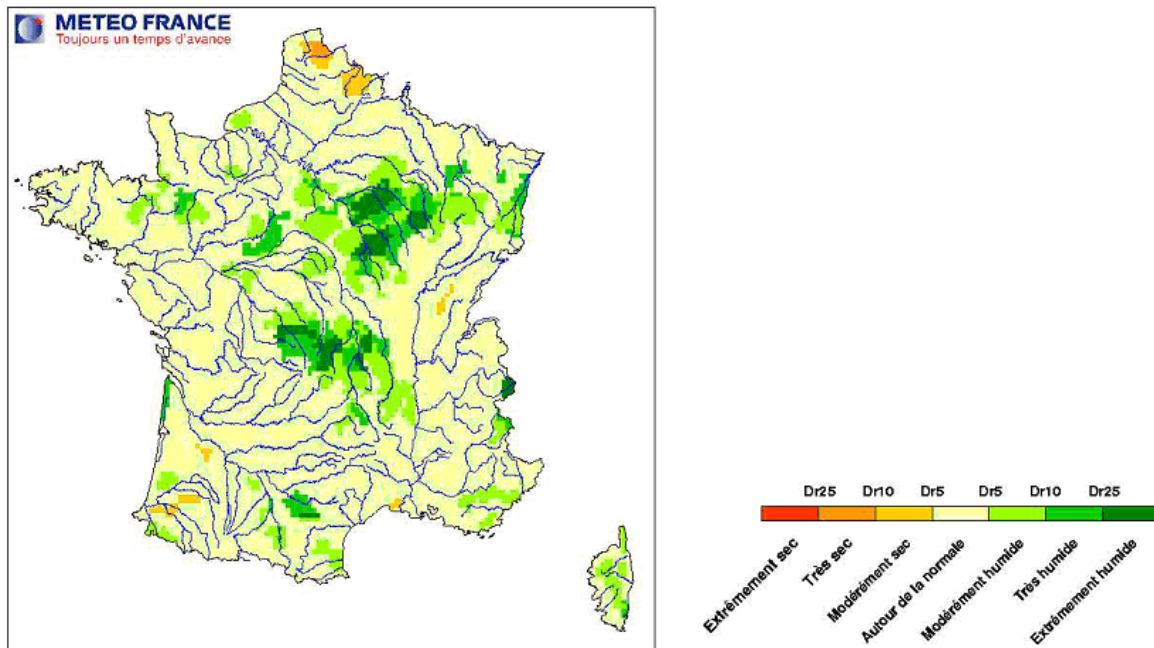 METEO FRANCE
Toujours un temps d'avance
Dr25 Dr10 Dr5 Dr5 Dr10 Dr25
Extrêmement sec
Très sec
Modérément sec
Autour de la normale
Modérément humide
Très humide
Extrêmement humide